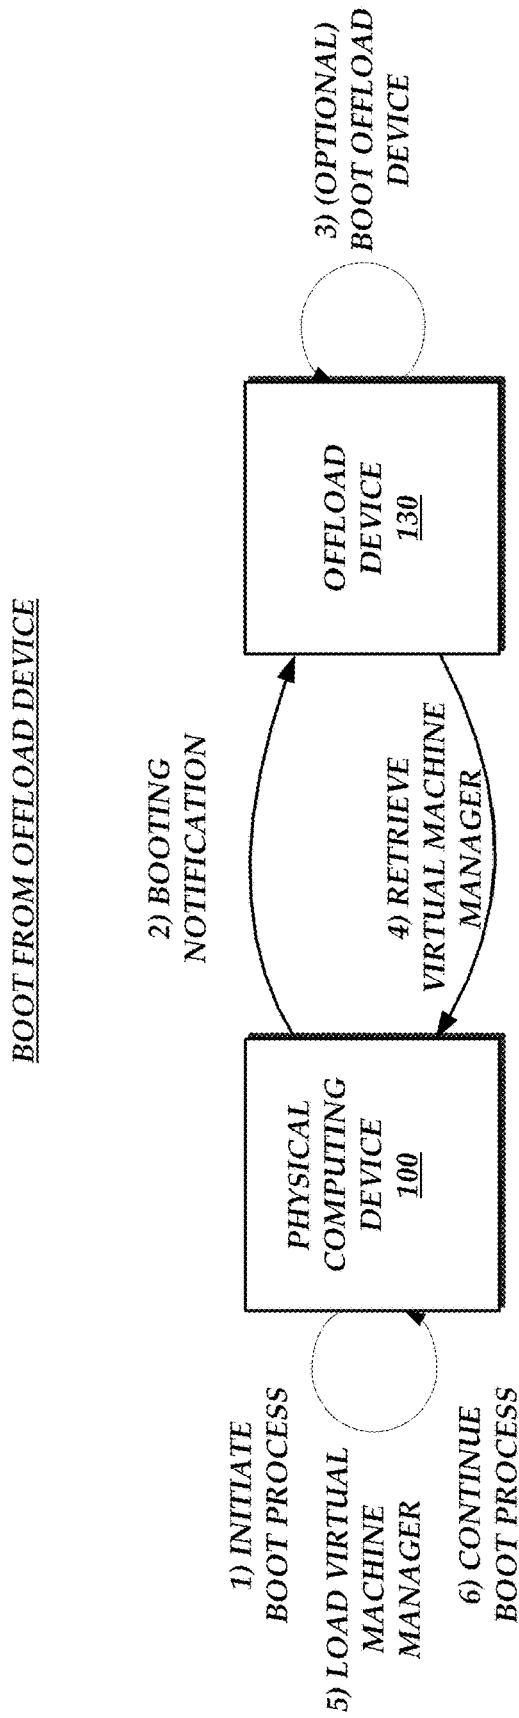 BOOT FROM OFFLOAD DEVICE
1) INITIATE
BOOT PROCESS
5) LOAD VIRTUAL
MACHINE
MANAGER
6) CONTINUE
BOOT PROCESS
PHYSICAL
COMPUTING
DEVICE
100
2) BOOTING
NOTIFICATION
4) RETRIEVE
VIRTUAL MACHINE
MANAGER
OFFLOAD
DEVICE
130
3) (OPTIONAL)
BOOT OFFLOAD
DEVICE